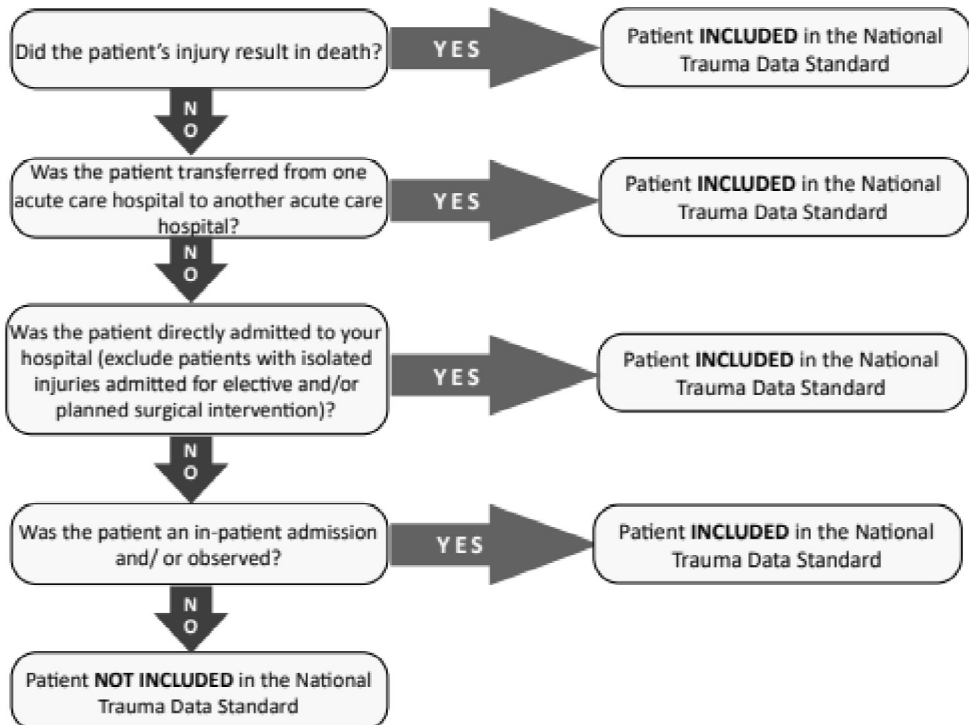 Did the patient's injury result in death?
YES
Patient INCLUDED in the National
Trauma Data Standard
NO
Was the patient transferred from one
acute care hospital to another acute care
hospital?
YES
Patient INCLUDED in the National
Trauma Data Standard
NO
Was the patient directly admitted to your
hospital (exclude patients with isolated
injuries admitted for elective and/or
planned surgical intervention)?
YES
Patient INCLUDED in the National
Trauma Data Standard
NO
Was the patient an in-patient admission
and/ or observed?
YES
Patient INCLUDED in the National
Trauma Data Standard
NO
Patient NOT INCLUDED in the National
Trauma Data Standard